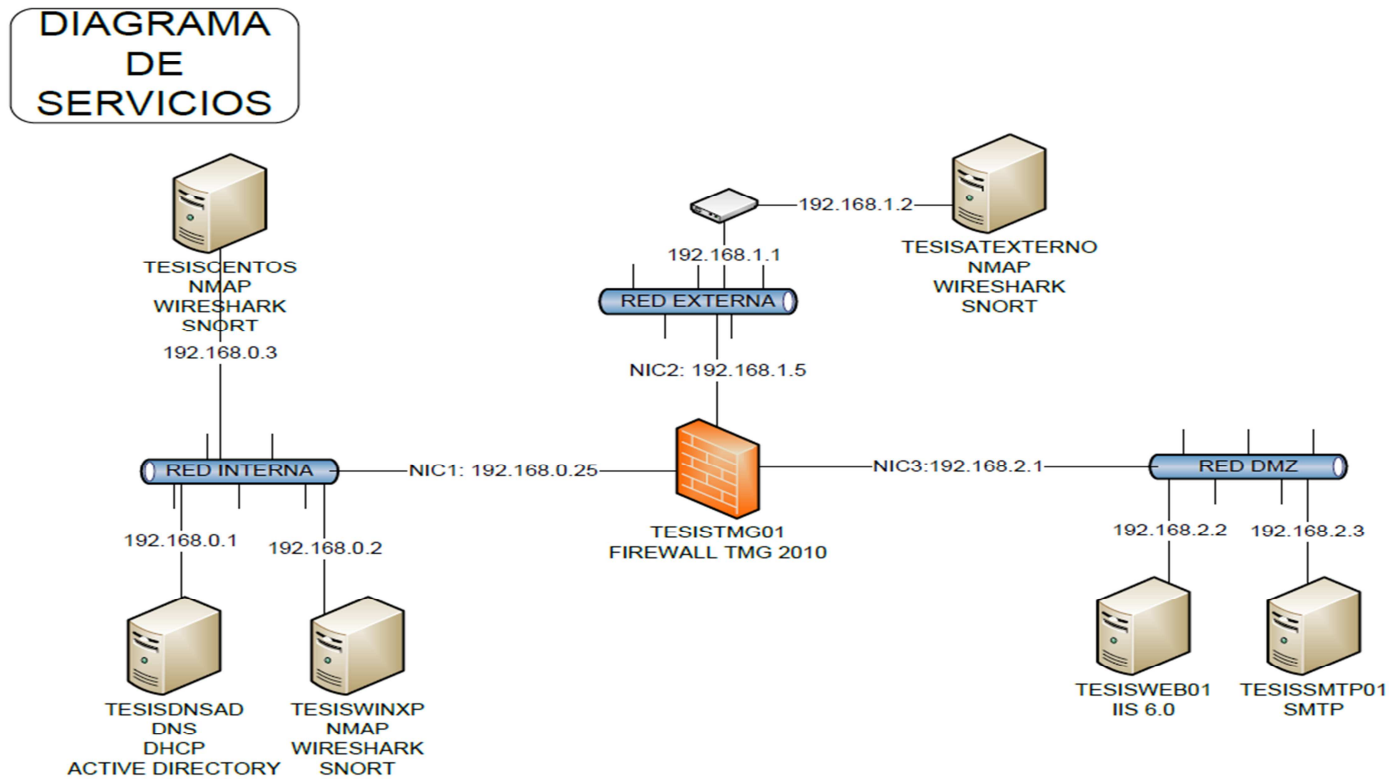 DIAGRAMA
DE
SERVICIOS
TESISCENTOS
NMAP
WIRESHARK
SNORT
192.168.0.3
192.168.1.2
192.168.1.1
TESISATEXTERNO
NMAP
WIRESHARK
SNORT
RED EXTERNA
NIC2: 192.168.1.5
RED INTERNA
NIC1: 192.168.0.25
NIC3:192.168.2.1
RED DMZ
TESISTMG01
FIREWALL TMG 2010
192.168.0.1
192.168.0.2
192.168.2.2
192.168.2.3
TESISDNSAD
DNS
DHCP
ACTIVE DIRECTORY
TESISWINXP
NMAP
WIRESHARK
SNORT
TESISWEB01
IIS 6.0
TESISSMTP01
SMTP